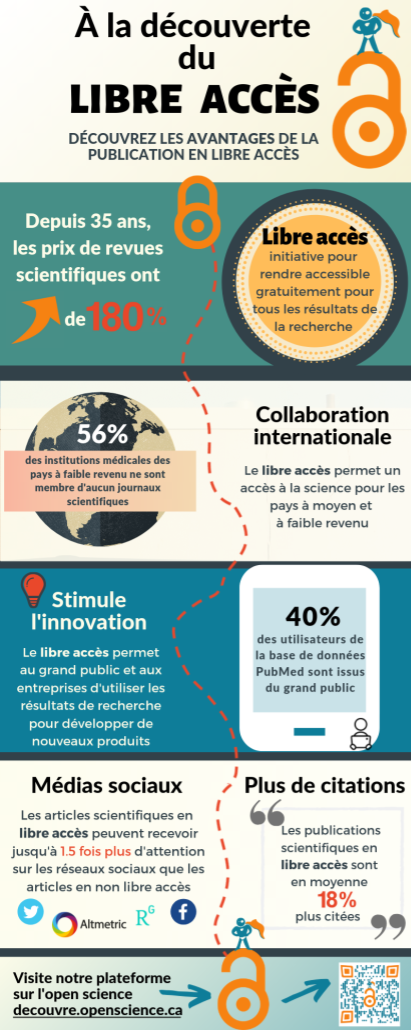 À la découverte
du
LIBRE ACCÈS
DÉCOUVREZ LES AVANTAGES DE LA
PUBLICATION EN LIBRE ACCÈS
Depuis 35 ans,
les prix de revues
scientifiques ont
de 180%
Libre accès
initiative pour
rendre accessible
gratuitement pour
tous les résultats de
la recherche
56%
des institutions médicales des
pays à faible revenu ne sont
membre d'aucun journaux
scientifiques
Collaboration
internationale
Le libre accès permet un
accès à la science pour les
pays à moyen et
à faible revenu
Stimule
l'innovation
Le libre accès permet
au grand public et aux
entreprises d'utiliser les
résultats de recherche
pour développer de
nouveaux produits
40%
des utilisateurs de
la base de données
PubMed sont issus
du grand public
Médias sociaux
Les articles scientifiques en
libre accès peuvent recevoir
jusqu'à 1.5 fois plus d'attention
sur les réseaux sociaux que les
articles en non libre accès
Altmetric
RG
f
Plus de citations
Les publications
scientifiques en
libre accès sont
en moyenne
18%
plus citées
Visite notre plateforme
sur l'open science
decouvre.openscience.ca